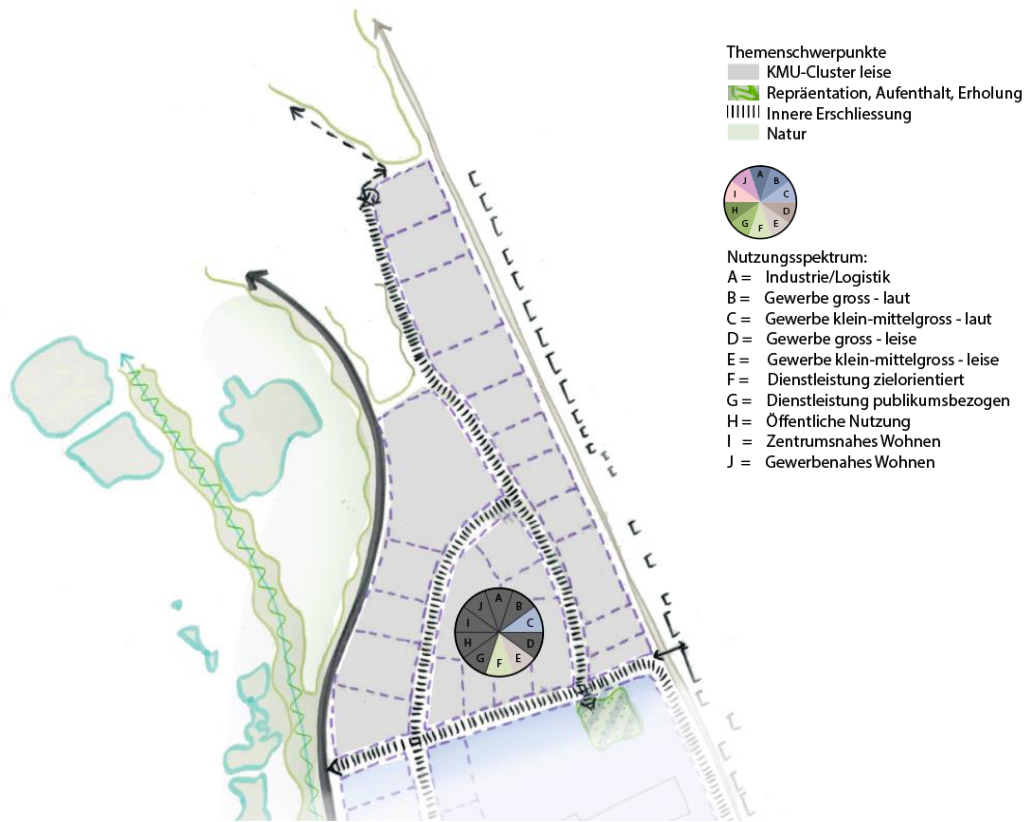 Themenschwerpunkte
KMU-Cluster leise
Repräentation, Aufenthalt, Erholung
Innere Erschliessung
Natur
A
B
C
D
E
F
G
H
I
J
Nutzungsspektrum:
A = Industrie/Logistik
B = Gewerbe gross - laut
C = Gewerbe klein-mittelgross - laut
D = Gewerbe gross - leise
E = Gewerbe klein-mittelgross - leise
F = Dienstleistung zielorientiert
G = Dienstleistung publikumsbezogen
H = Öffentliche Nutzung
I = Zentrumsnahes Wohnen
J = Gewerbenahes Wohnen
A
B
C
D
E
F
G
H
I
J